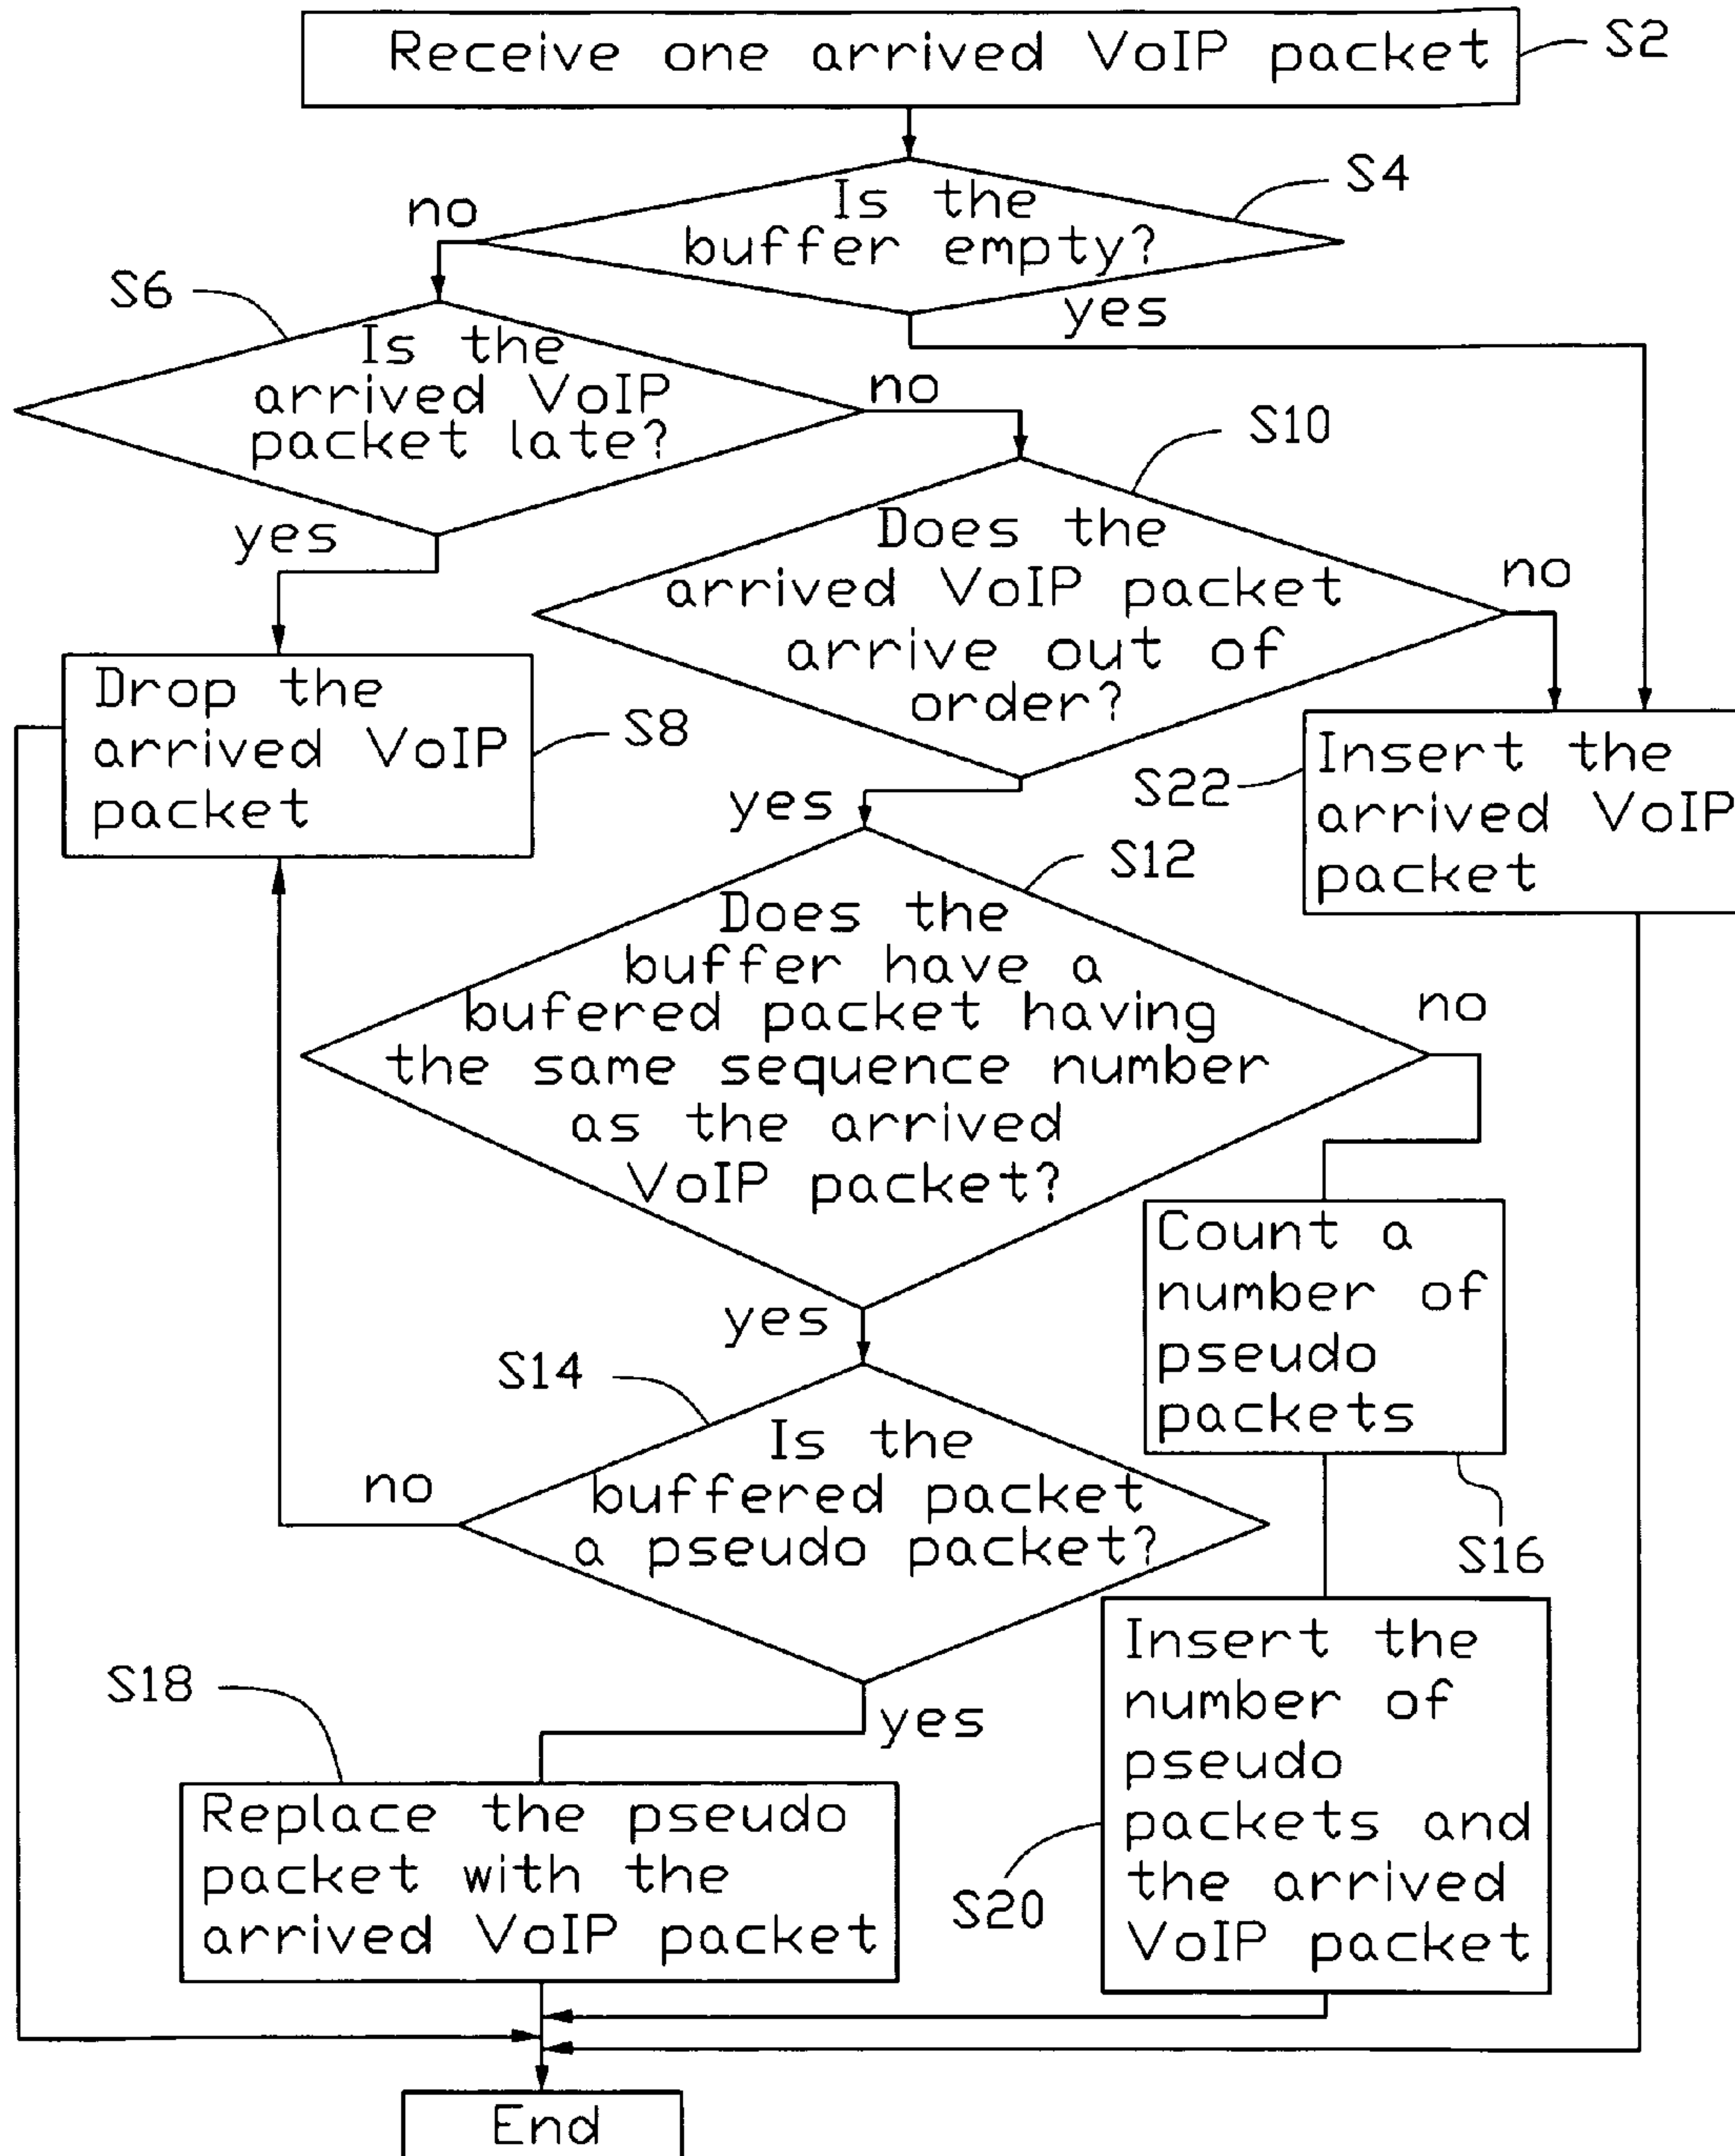 Receive one arrived VoIP packet
S2
Is the
buffer empty?
S4
no
yes
S6
Is the
arrived VoIP
packet late?
no
yes
S10
Does the
arrived VoIP packet
arrive out of
order?
no
yes
Drop the
arrived VoIP
packet
S8
S22
Insert the
arrived VoIP
packet
S12
Does the
buffer have a
bufered packet having
the same sequence number
as the arrived
VoIP packet?
no
yes
Count a
number of
pseudo
packets
S16
S14
Is the
buffered packet
a pseudo packet?
no
yes
S18
Replace the pseudo
packet with the
arrived VoIP packet
Insert the
number of
pseudo
packets and
the arrived
VoIP packet
S20
End